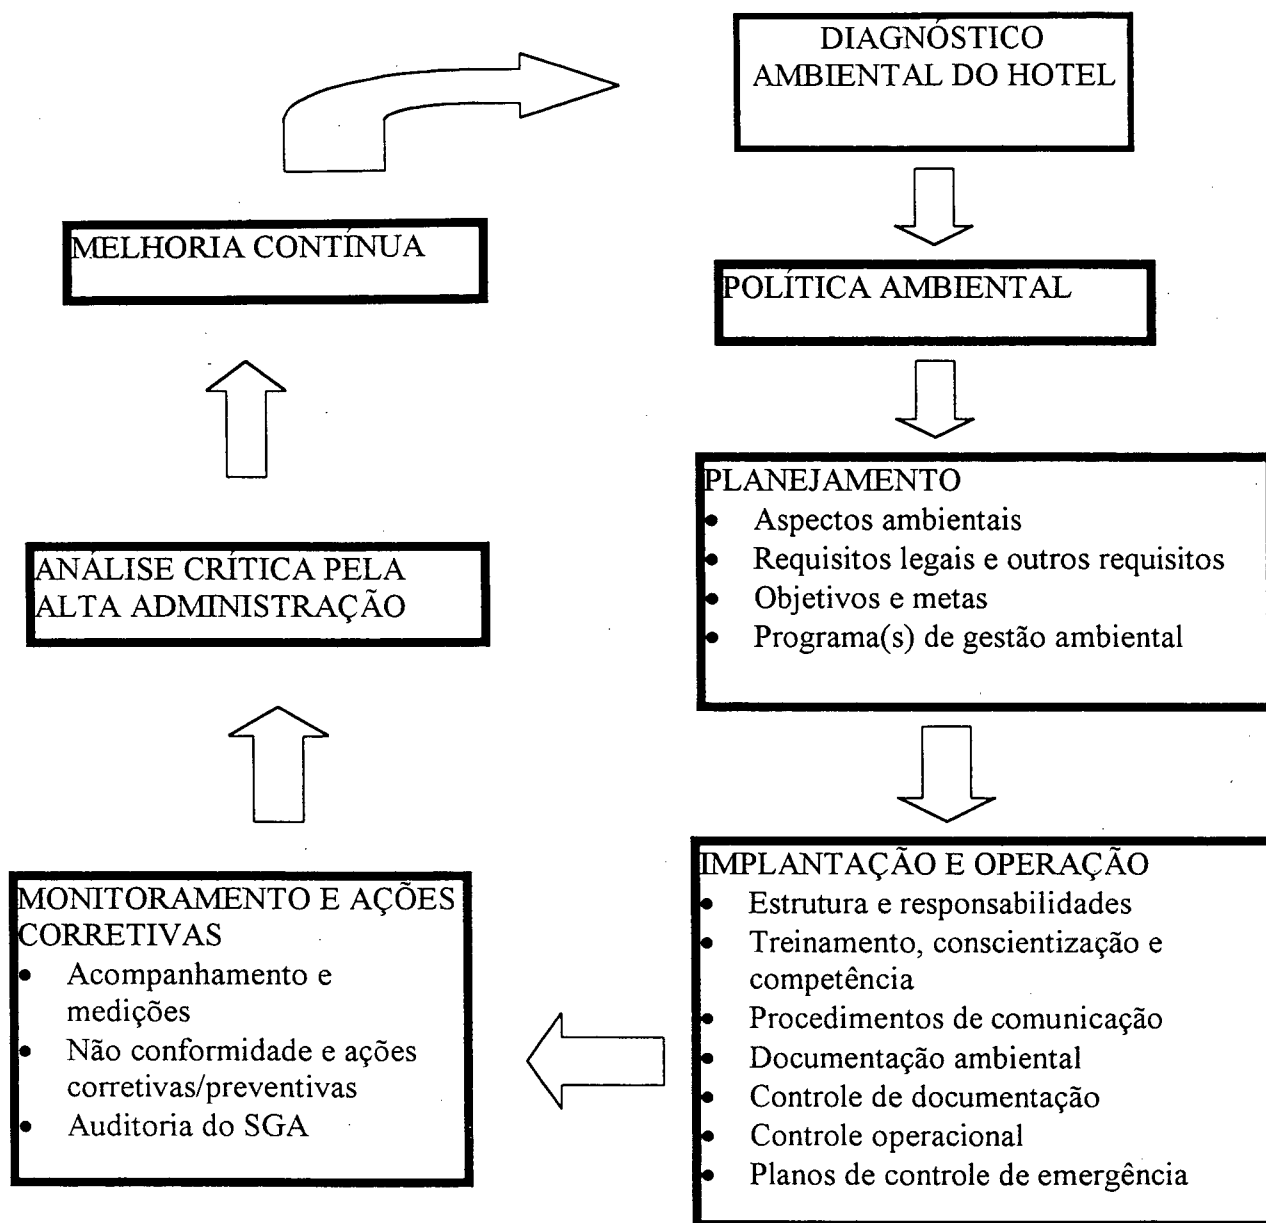 DIAGNÓSTICO
AMBIENTAL DO HOTEL
POLÍTICA AMBIENTAL
PLANEJAMENTO
• Aspectos ambientais
• Requisitos legais e outros requisitos
• Objetivos e metas
• Programa(s) de gestão ambiental
IMPLANTAÇÃO E OPERAÇÃO
• Estrutura e responsabilidades
• Treinamento, conscientização e
competência
• Procedimentos de comunicação
• Documentação ambiental
• Controle de documentação
• Controle operacional
• Planos de controle de emergência
MONITORAMENTO E AÇÕES
CORRETIVAS
• Acompanhamento e
medições
• Não conformidade e ações
corretivas/preventivas
• Auditoria do SGA
ANÁLISE CRÍTICA PELA
ALTA ADMINISTRAÇÃO
MELHORIA CONTÍNUA